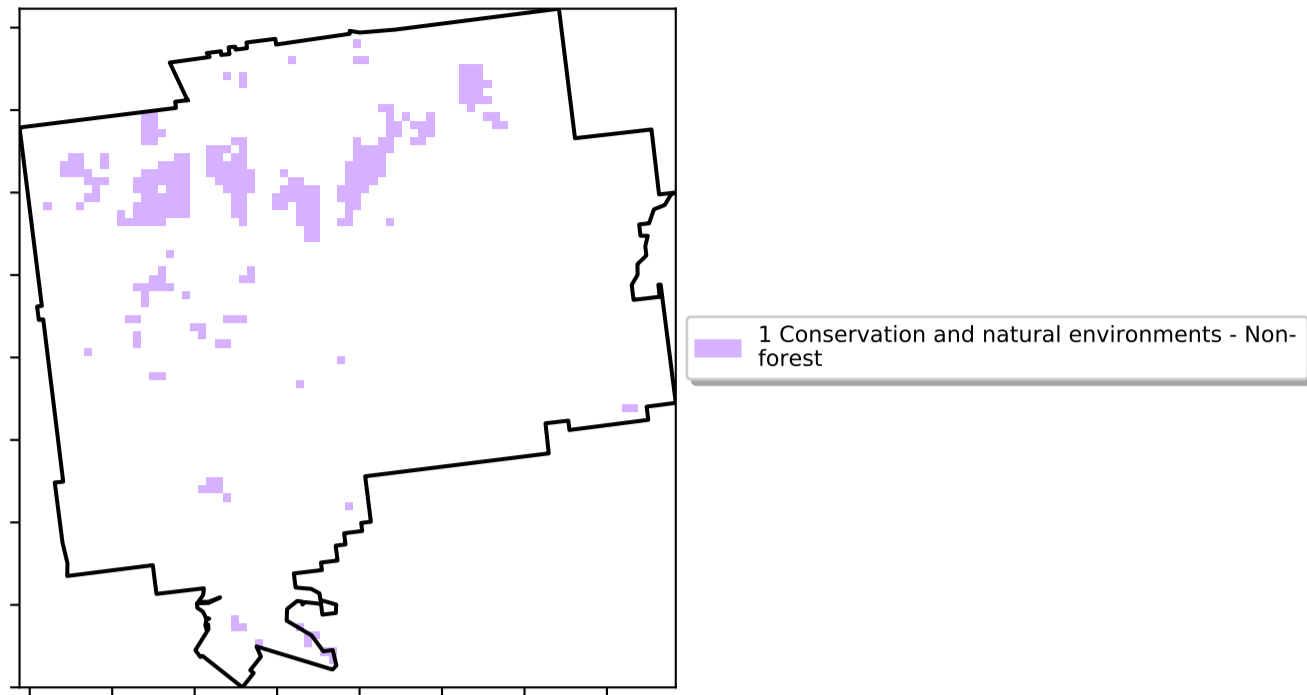 1 Conservation and natural environments - Non-
forest